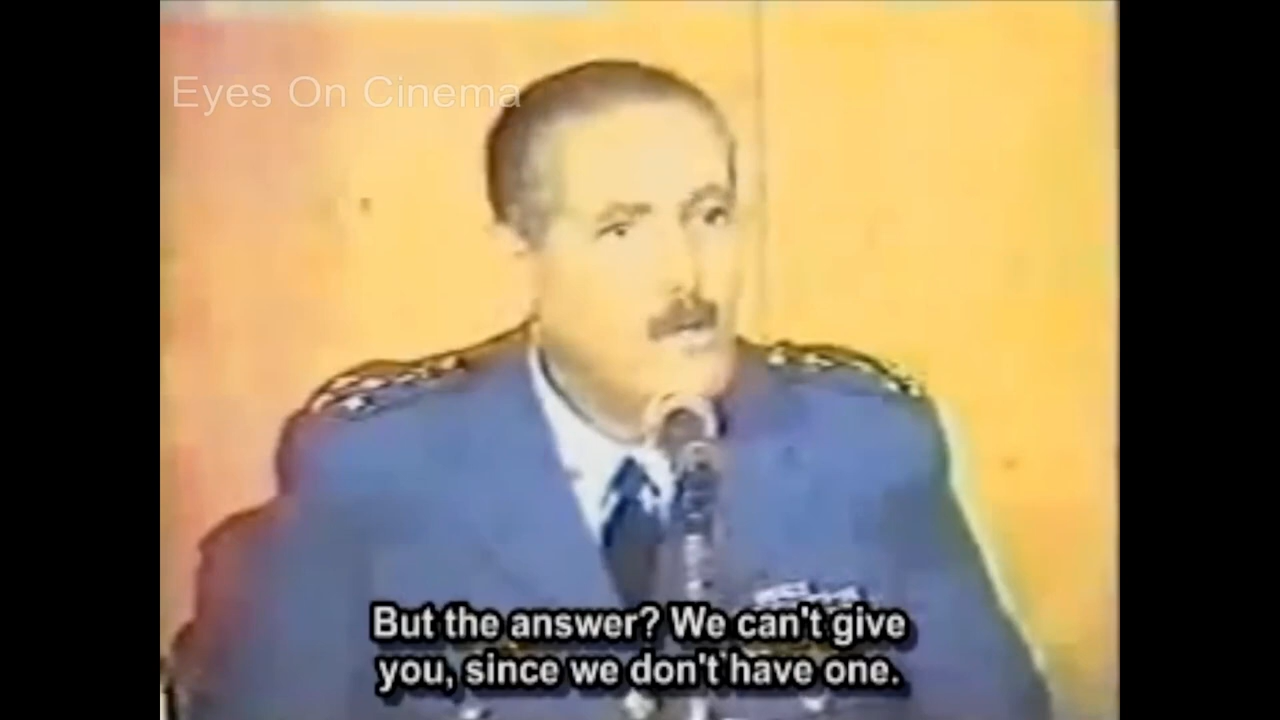 Eyes On Cinema
But the answer? We can't give
you, since we don't have one.